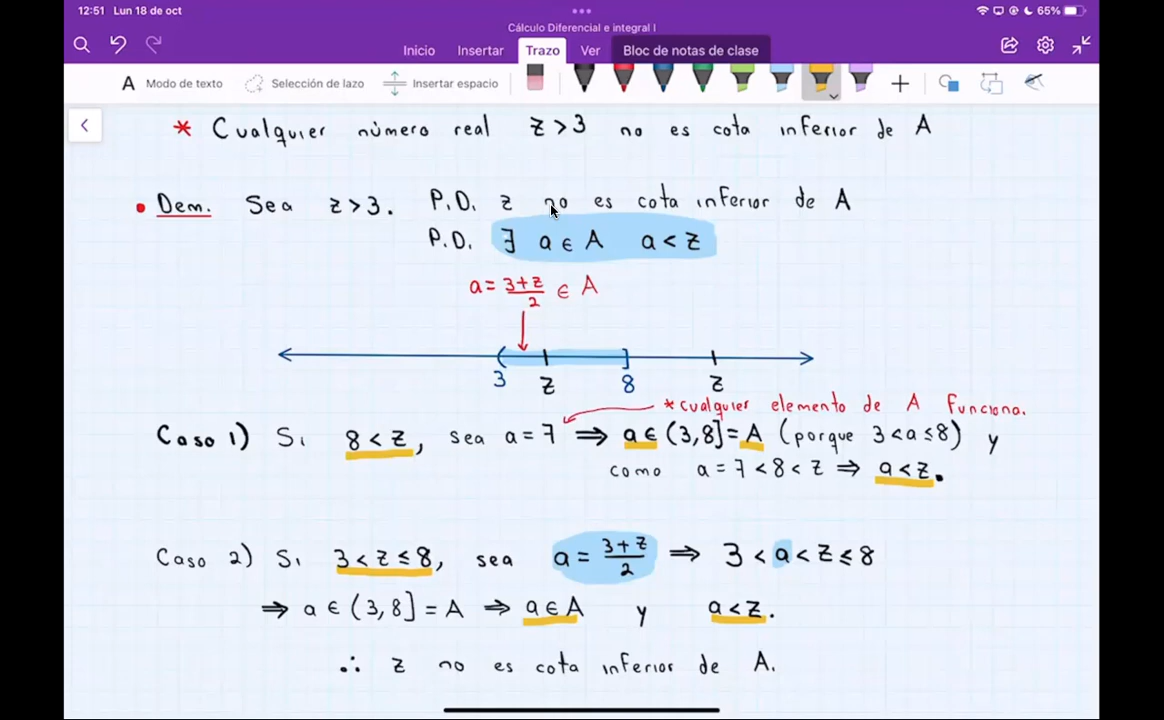 12:51 Lun 18 de oct
65%
Cálculo Diferencial e integral I
Inicio Insertar Trazo Ver Bloc de notas de clase
A Modo de texto Selección de lazo Insertar espacio
* Cualquier número real z > 3 no es cota inferior de A
• Dem. Sea z > 3. P.D. z no es cota inferior de A
P.D. ∃ a ∈ A a < z
a = (3+z)/2 ∈ A
3 z 8 z
* cualquier elemento de A funciona.
Caso 1) Si 8 < z, sea a = 7 ⟹ a ∈ (3,8] = A (porque 3 < a ≤ 8) y
como a = 7 < 8 < z ⟹ a < z.
Caso 2) Si 3 < z ≤ 8, sea a = (3+z)/2 ⟹ 3 < a < z ≤ 8
⟹ a ∈ (3,8] = A ⟹ a ∈ A y a < z.
∴ z no es cota inferior de A.